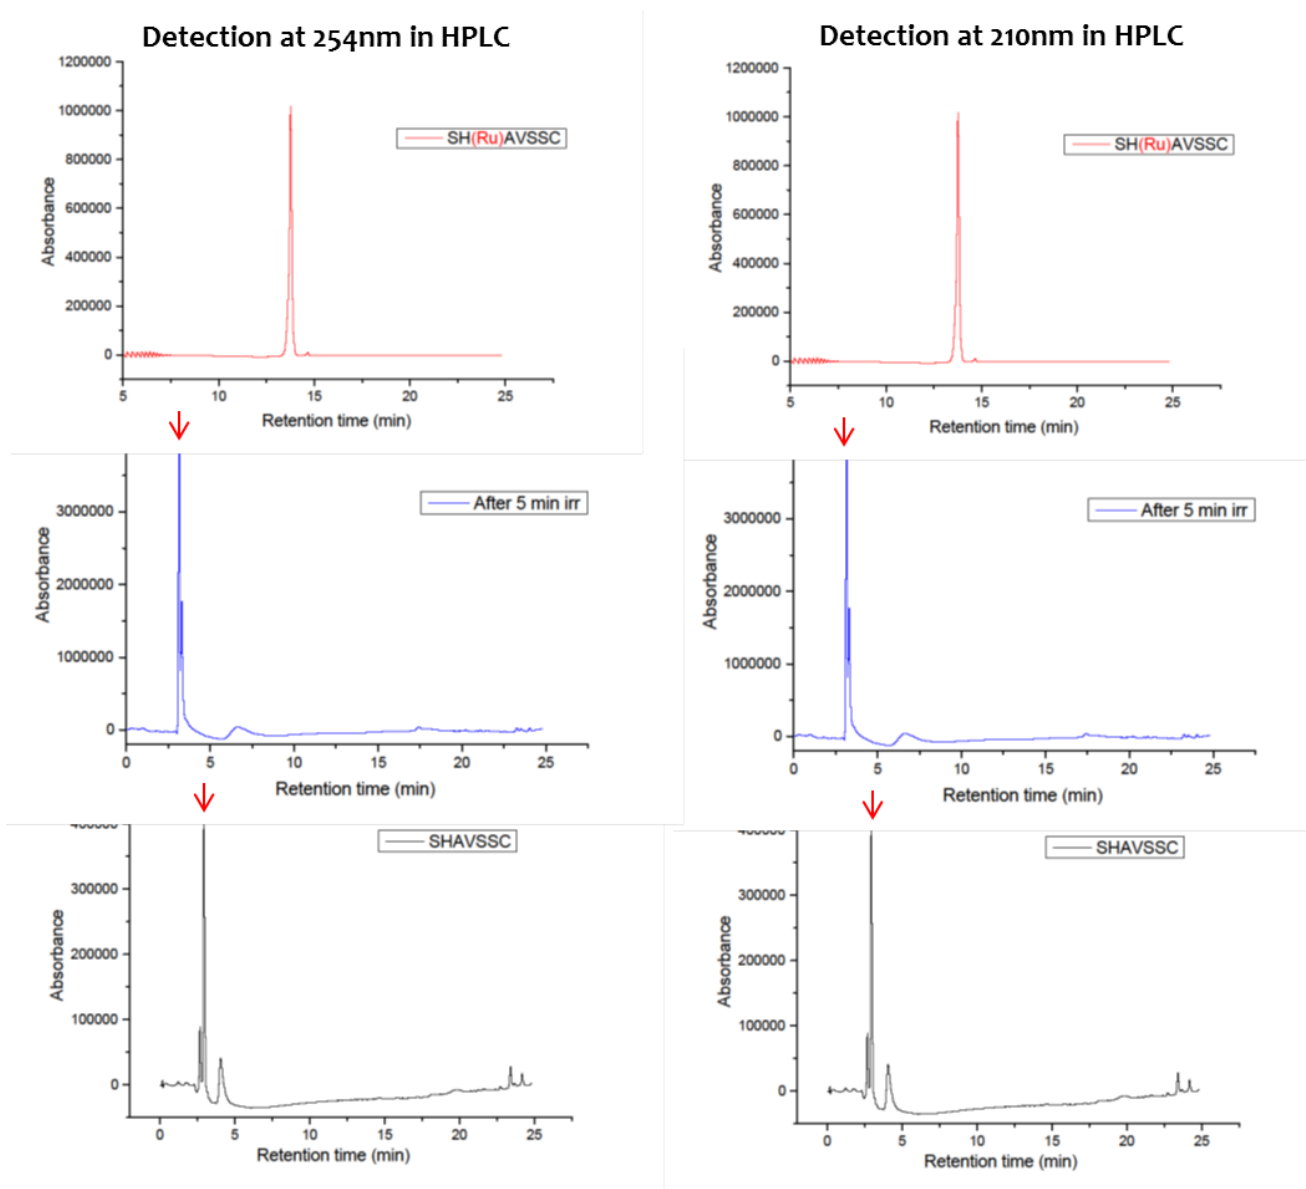 Detection at 254nm in HPLC
1200000
1000000
800000
600000
400000
200000
0
Absorbance
SH(Ru)AVSSC
5 10 15 20 25
Retention time (min)
3000000
2000000
1000000
0
Absorbance
After 5 min irr
0 5 10 15 20 25
Retention time (min)
400000
300000
200000
100000
0
Absorbance
SHAVSSC
0 5 10 15 20 25
Retention time (min)
Detection at 210nm in HPLC
1200000
1000000
800000
600000
400000
200000
0
Absorbance
SH(Ru)AVSSC
5 10 15 20 25
Retention time (min)
3000000
2000000
1000000
0
Absorbance
After 5 min irr
0 5 10 15 20 25
Retention time (min)
400000
300000
200000
100000
0
Absorbance
SHAVSSC
0 5 10 15 20 25
Retention time (min)